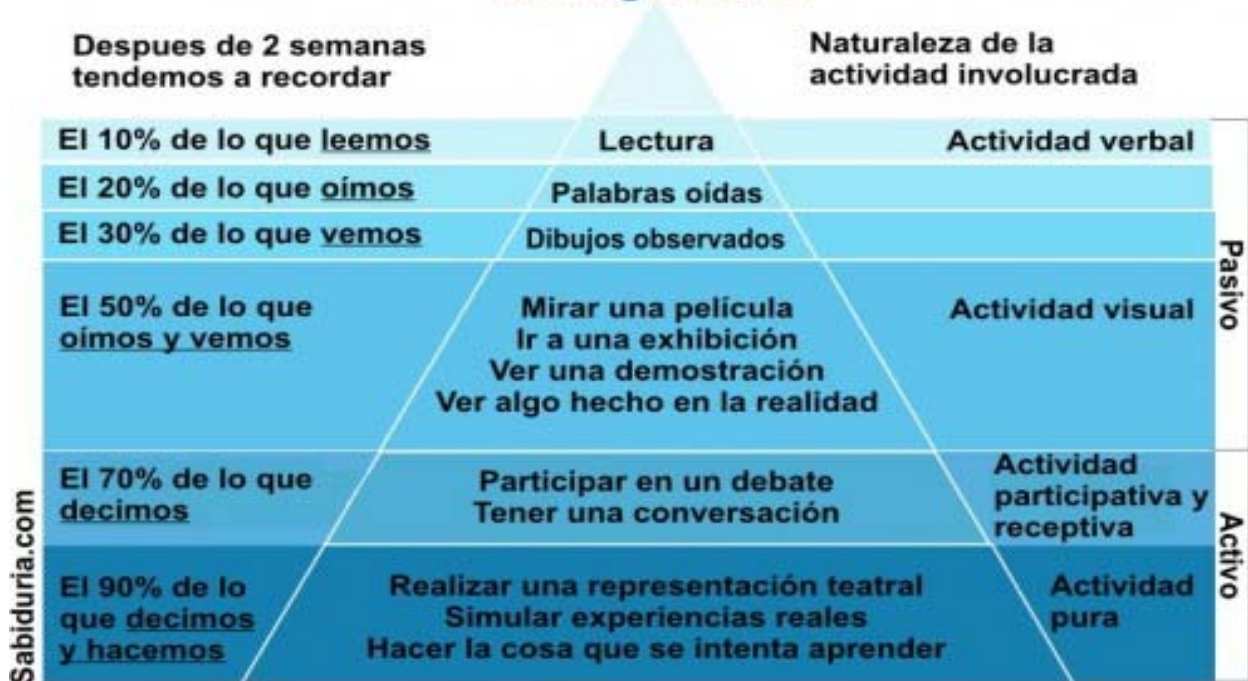 Despues de 2 semanas
tendemos a recordar
Naturaleza de la
actividad involucrada
El 10% de lo que leemos
Lectura
Actividad verbal
El 20% de lo que oímos
Palabras oídas
El 30% de lo que vemos
Dibujos observados
El 50% de lo que
oímos y vemos
Mirar una película
Ir a una exhibición
Ver una demostración
Ver algo hecho en la realidad
Actividad visual
Pasivo
El 70% de lo que
decimos
Participar en un debate
Tener una conversación
Actividad
participativa y
receptiva
El 90% de lo
que decimos
y hacemos
Realizar una representación teatral
Simular experiencias reales
Hacer la cosa que se intenta aprender
Actividad
pura
Activo
Sabiduria.com